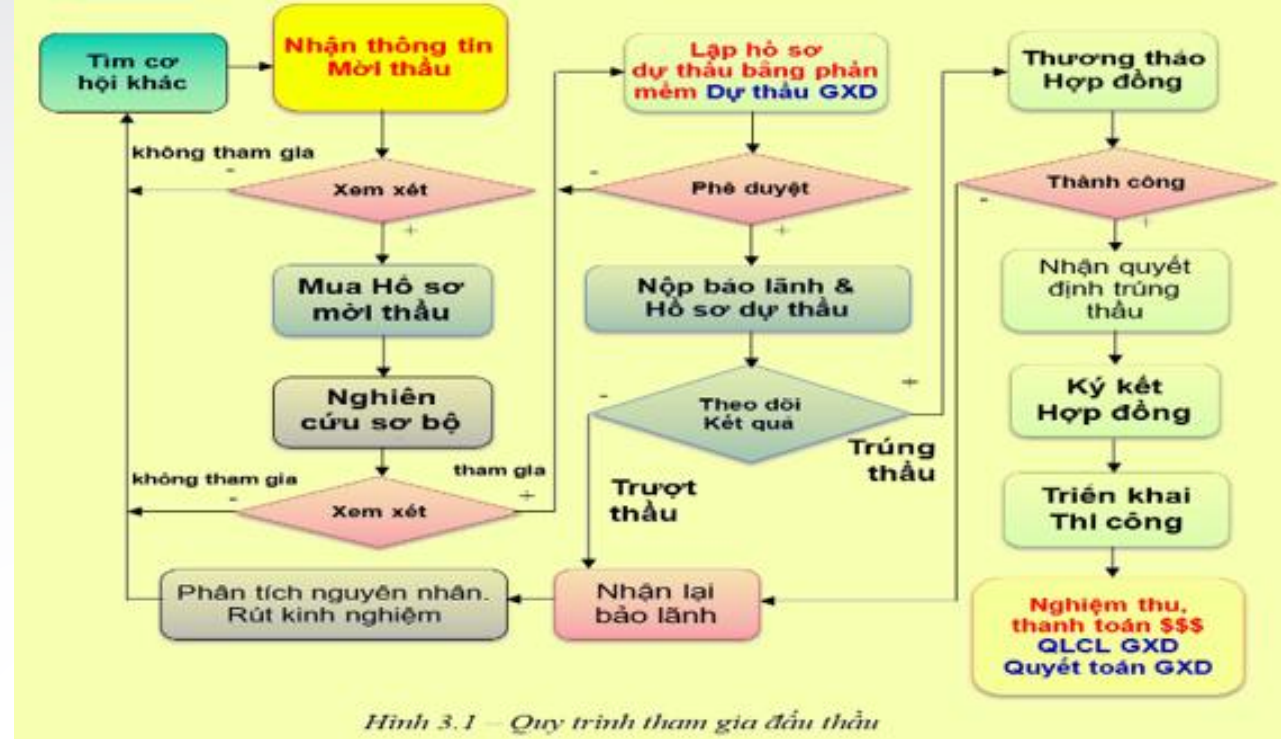 Tìm cơ
hội khác
Nhận thông tin
Mời thầu
không tham gia
-
Xem xét
+
Mua Hồ sơ
mời thầu
Nghiên
cứu sơ bộ
không tham gia
-
Xem xét
tham gia
+
Phân tích nguyên nhân.
Rút kinh nghiệm
Lập hồ sơ
dự thầu bằng phần
mềm Dự thầu GXD
-
Phê duyệt
+
Nộp bảo lãnh &
Hồ sơ dự thầu
-
Theo dõi
Kết quả
+
Trượt
thầu
Trúng
thầu
Nhận lại
bảo lãnh
Thương thảo
Hợp đồng
-
Thành công
+
Nhận quyết
định trúng
thầu
Ký kết
Hợp đồng
Triển khai
Thi công
Nghiệm thu,
thanh toán $$$
QLCL GXD
Quyết toán GXD
Hình 3.1 – Quy trình tham gia đấu thầu